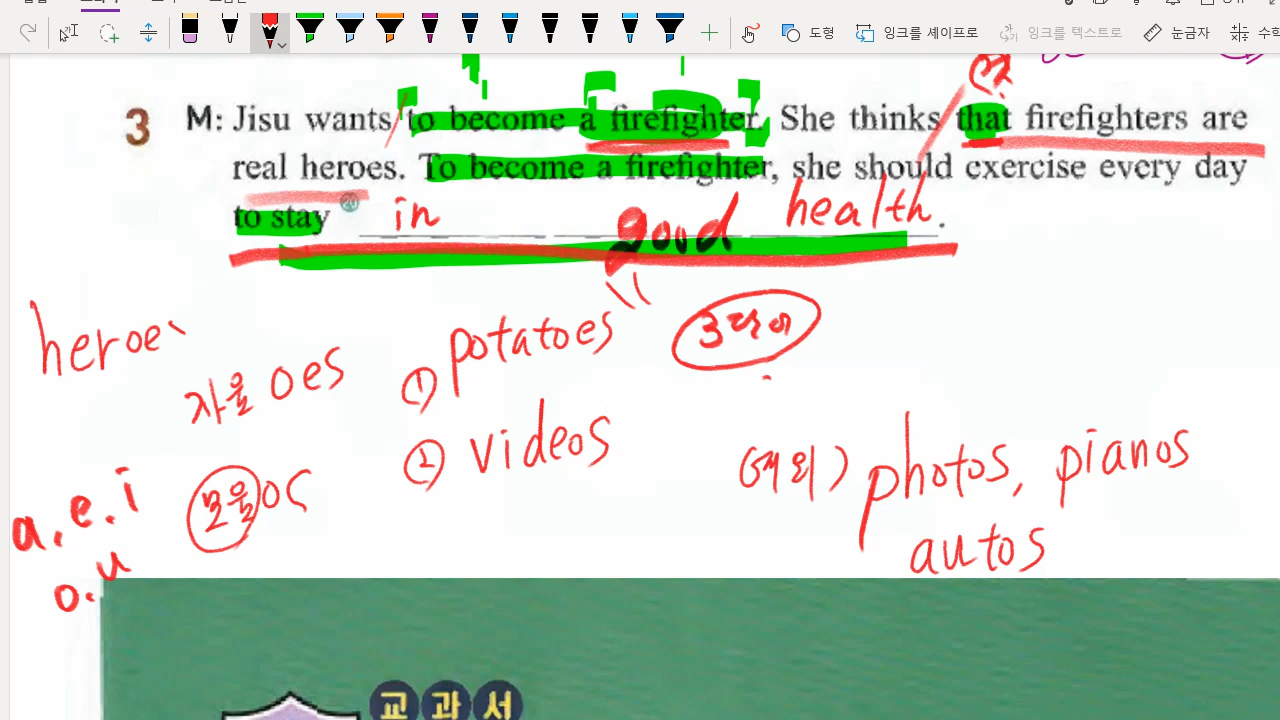 도형 잉크를 셰이프로 잉크를 텍스트로 눈금자 수학
3 M: Jisu wants to become a firefighter. She thinks that firefighters are
real heroes. To become a firefighter, she should exercise every day
to stay in good health.
heroes
자음 oes
모음 os
a. e. i
o. u
① potatoes
② videos
예외) photos, pianos
autos
교과서